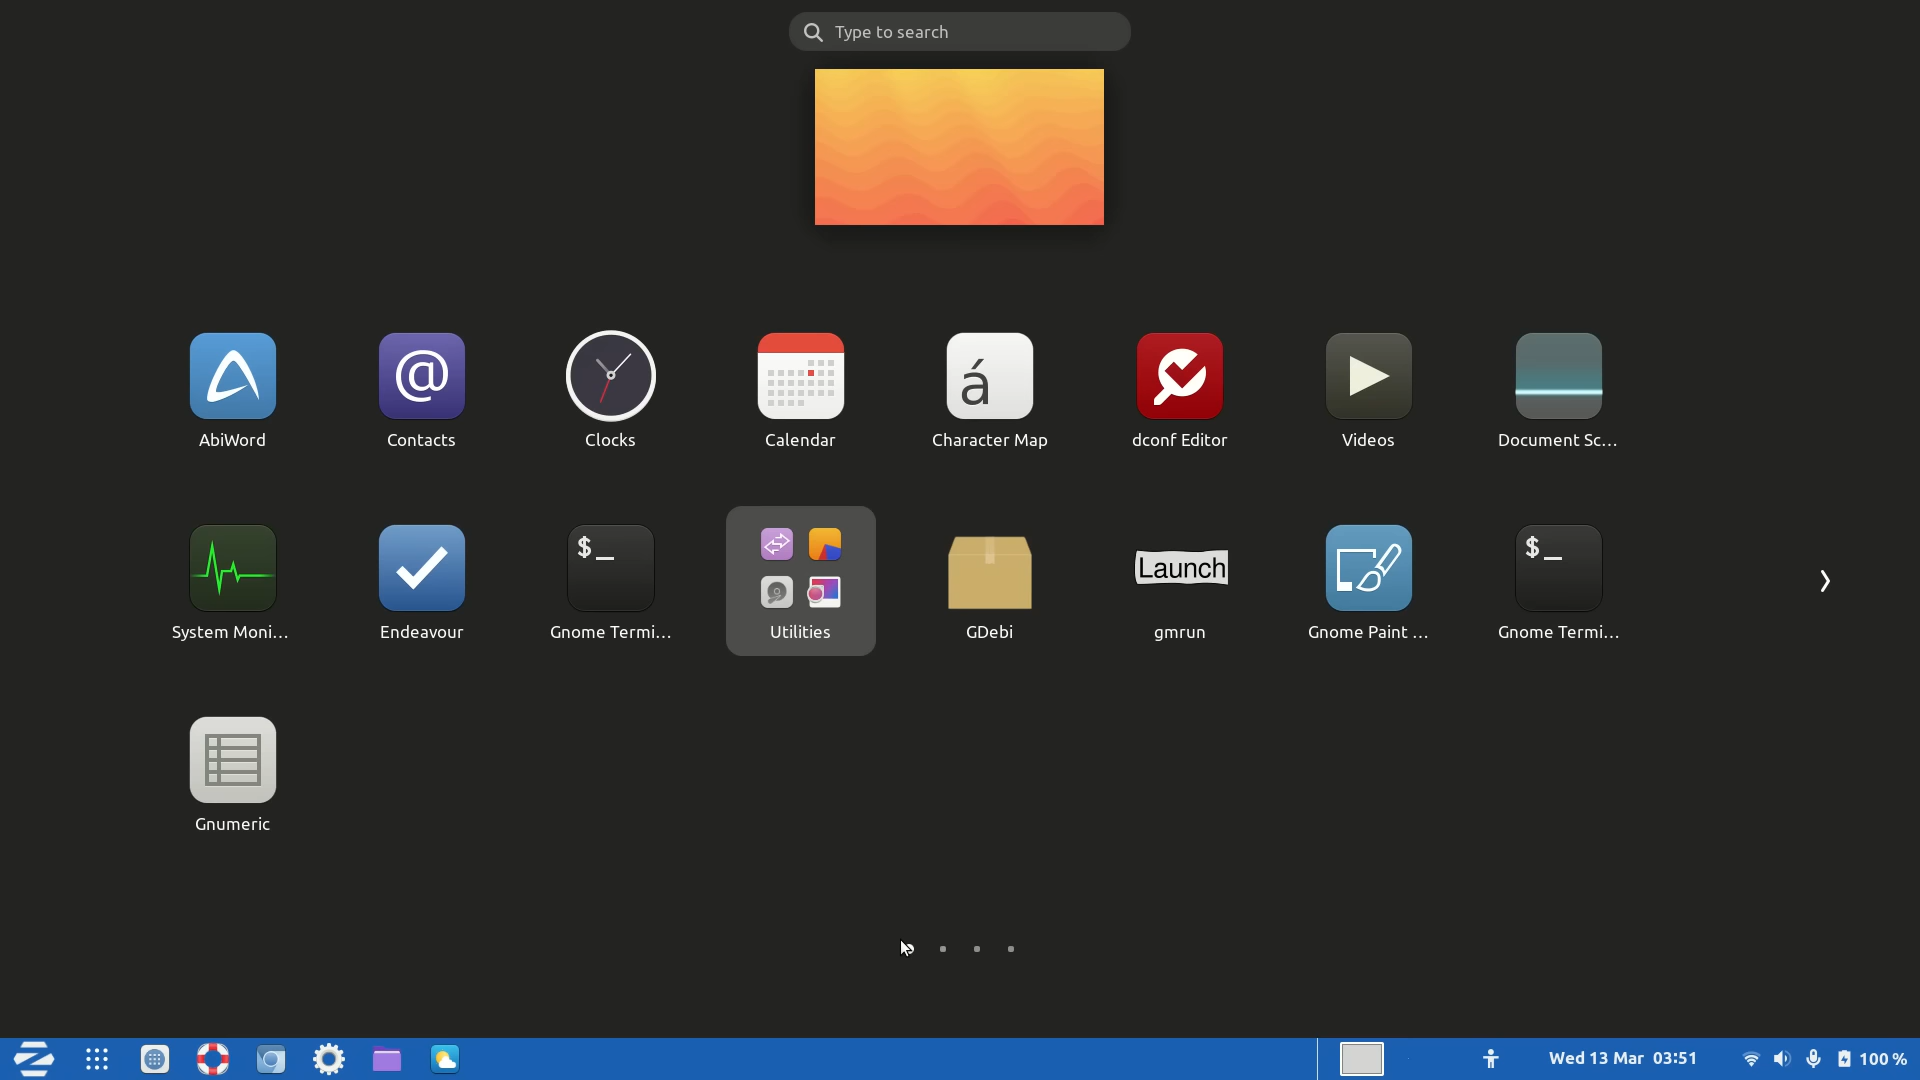 Type to search
AbiWord
Contacts
Clocks
Calendar
á
Character Map
dconf Editor
Videos
Document Sc...
System Moni...
Endeavour
$_
Gnome Termi...
Utilities
GDebi
Launch
gmrun
Gnome Paint ...
$_
Gnome Termi...
Gnumeric
Wed 13 Mar 03:51
100 %